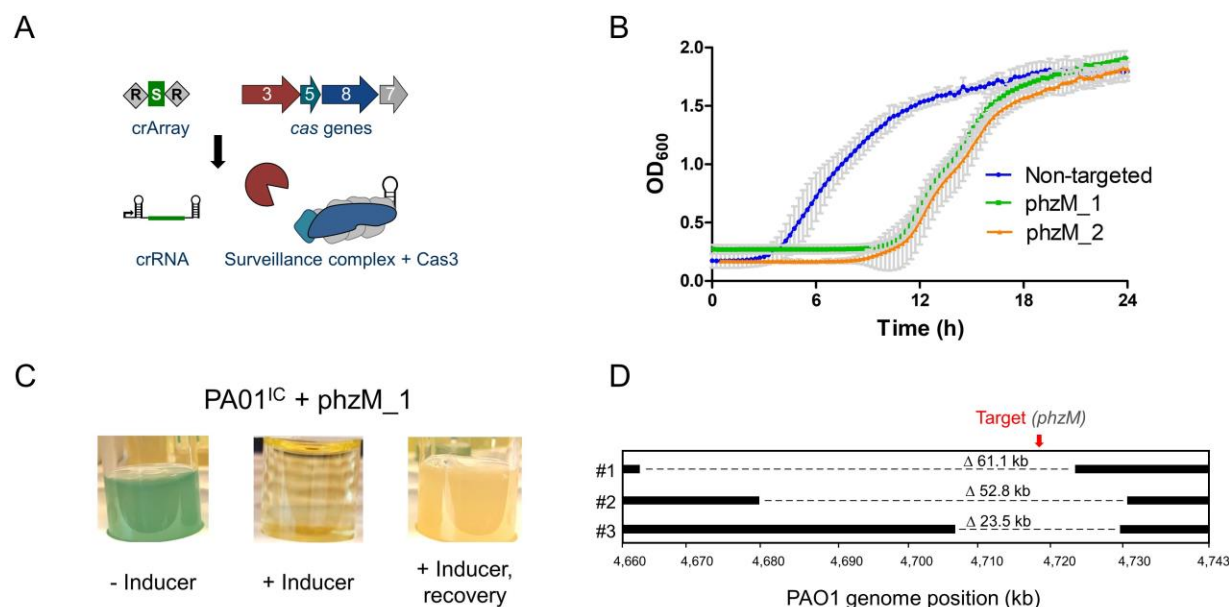 A
R S R
3 5 8 7
crArray
cas genes
crRNA
Surveillance complex + Cas3
B
2.0
1.5
1.0
0.5
0.0
OD600
Non-targeted
phzM_1
phzM_2
0 6 12 18 24
Time (h)
C
PA01IC + phzM_1
- Inducer
+ Inducer
+ Inducer,
recovery
D
Target (phzM)
#1
Δ 61.1 kb
#2
Δ 52.8 kb
#3
Δ 23.5 kb
4,660 4,670 4,680 4,690 4,700 4,710 4,720 4,730 4,743
PAO1 genome position (kb)